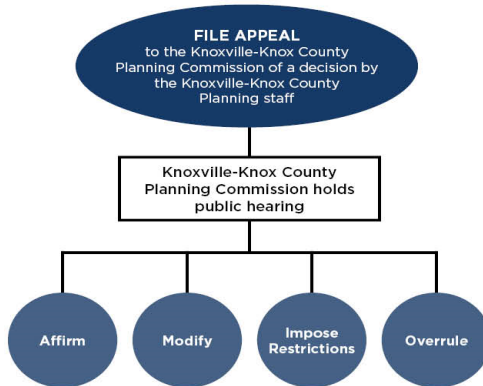 FILE APPEAL
to the Knoxville-Knox County
Planning Commission of a decision by
the Knoxville-Knox County
Planning staff
Knoxville-Knox County
Planning Commission holds
public hearing
Affirm
Modify
Impose
Restrictions
Overrule